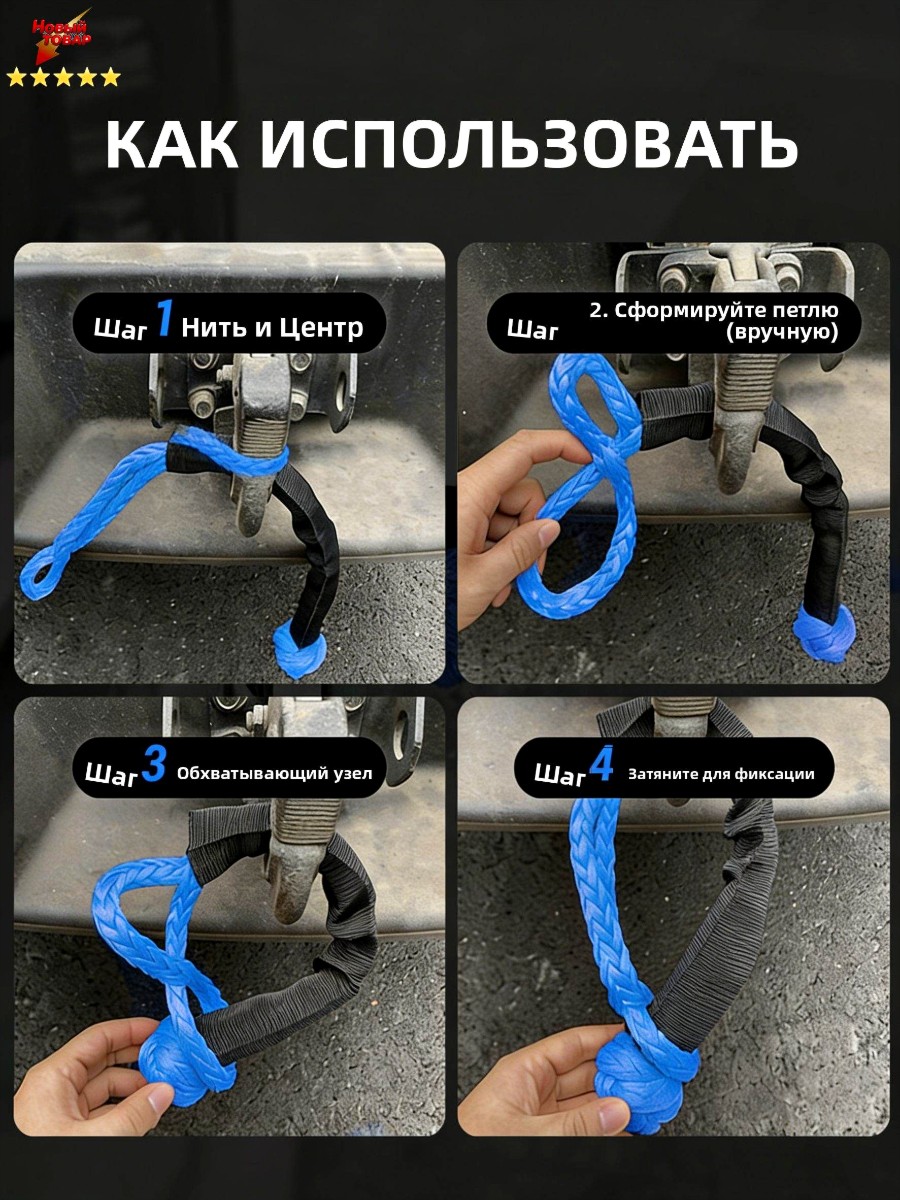 Новый
товар
КАК ИСПОЛЬЗОВАТЬ
Шаг 1 Нить и Центр
Шаг 2. Сформируйте петлю
(вручную)
Шаг 3 Обхватывающий узел
Шаг 4 Затяните для фиксации